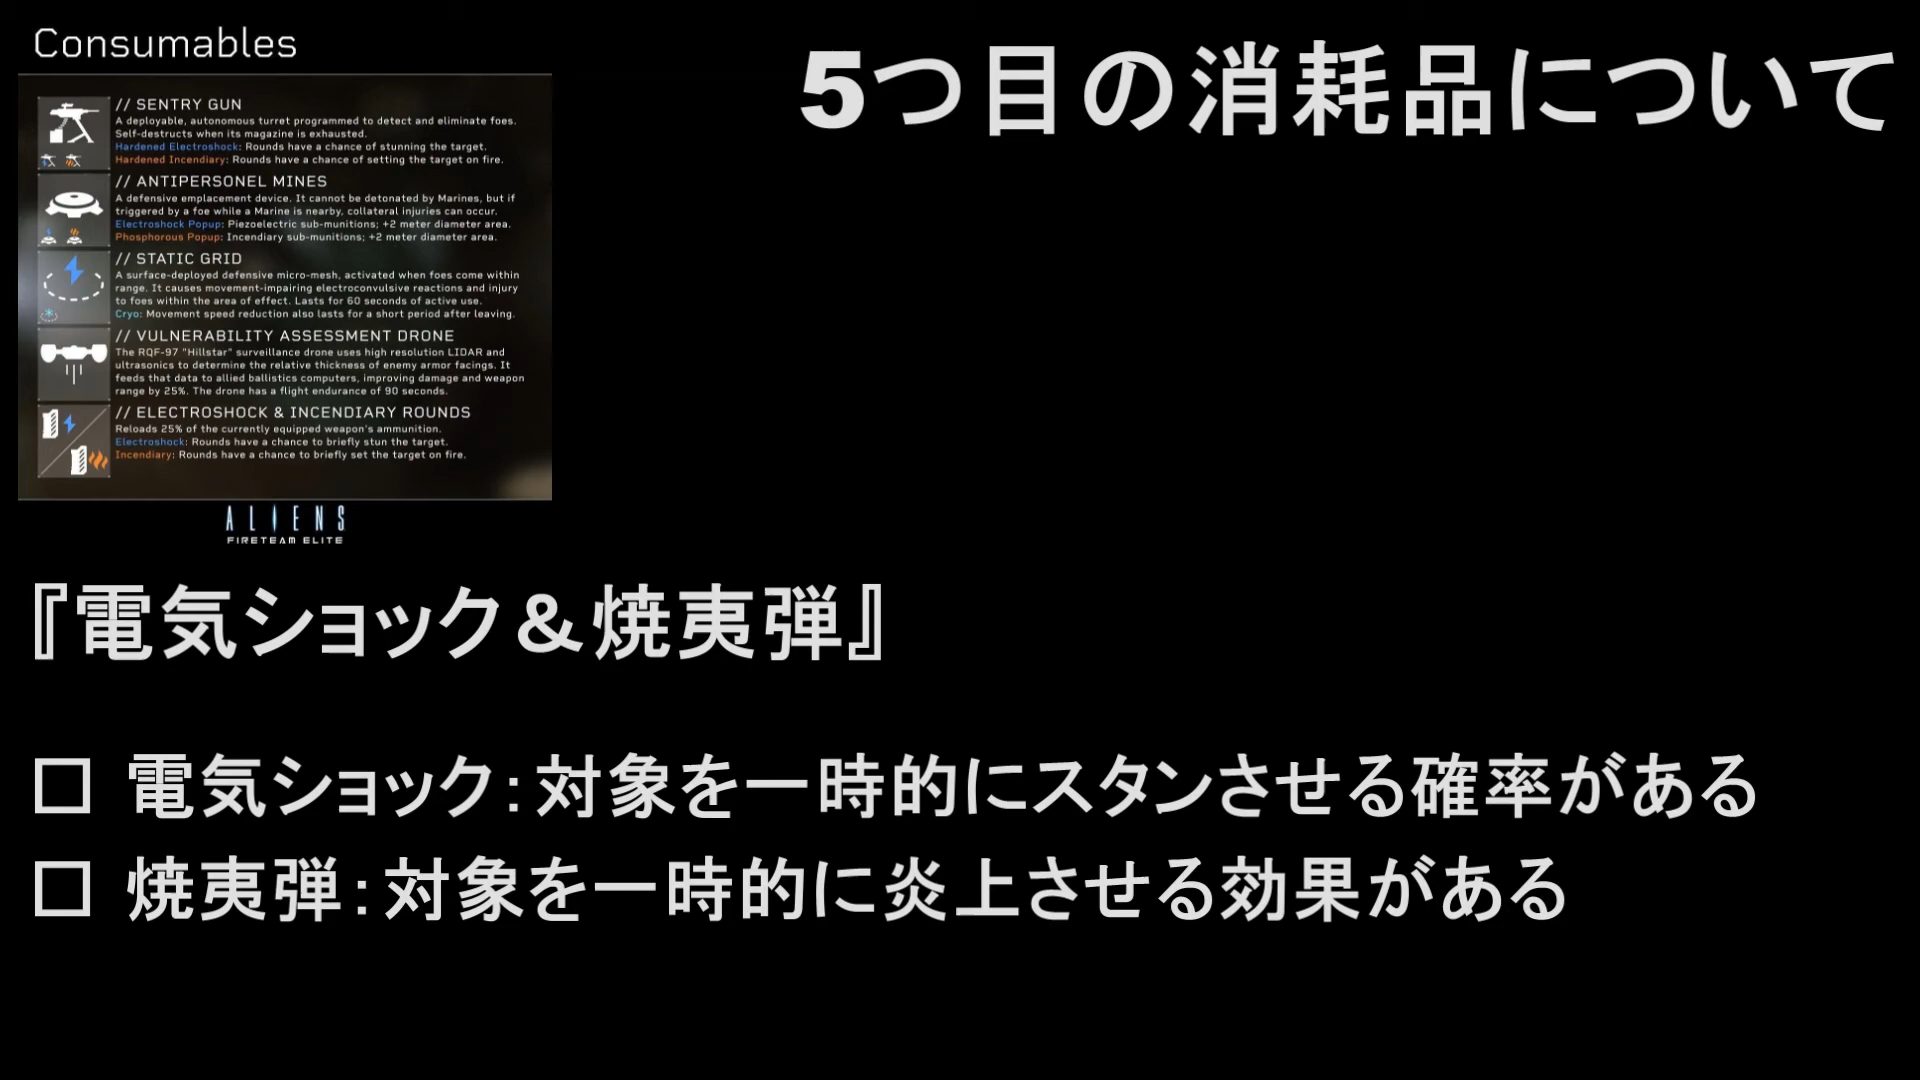 Consumables
5つ目の消耗品について
// SENTRY GUN
A deployable, autonomous turret programmed to detect and eliminate foes.
Self-destructs when its magazine is exhausted.
Hardened Electroshock: Rounds have a chance of stunning the target.
Hardened Incendiary: Rounds have a chance of setting the target on fire.
// ANTIPERSONEL MINES
A defensive emplacement device. It cannot be detonated by Marines, but if
triggered by a foe while a Marine is nearby, collateral injuries can occur.
Electroshock Popup: Piezoelectric sub-munitions; +2 meter diameter area.
Phosphorous Popup: Incendiary sub-munitions; +2 meter diameter area.
// STATIC GRID
A surface-deployed defensive micro-mesh, activated when foes come within
range. It causes movement-impairing electroconvulsive reactions and injury
to foes within the area of effect. Lasts for 60 seconds of active use.
Cryo: Movement speed reduction also lasts for a short period after leaving.
// VULNERABILITY ASSESSMENT DRONE
The RQF-97 "Hillstar" surveillance drone uses high resolution LIDAR and
ultrasonics to determine the relative thickness of enemy armor facings. It
feeds that data to allied ballistics computers, improving damage and weapon
range by 25%. The drone has a flight endurance of 90 seconds.
// ELECTROSHOCK & INCENDIARY ROUNDS
Reloads 25% of the currently equipped weapon's ammunition.
Electroshock: Rounds have a chance to briefly stun the target.
Incendiary: Rounds have a chance to briefly set the target on fire.
ALIENS
FIRETEAM ELITE
『電気ショック＆焼夷弾』
□ 電気ショック：対象を一時的にスタンさせる確率がある
□ 焼夷弾：対象を一時的に炎上させる効果がある